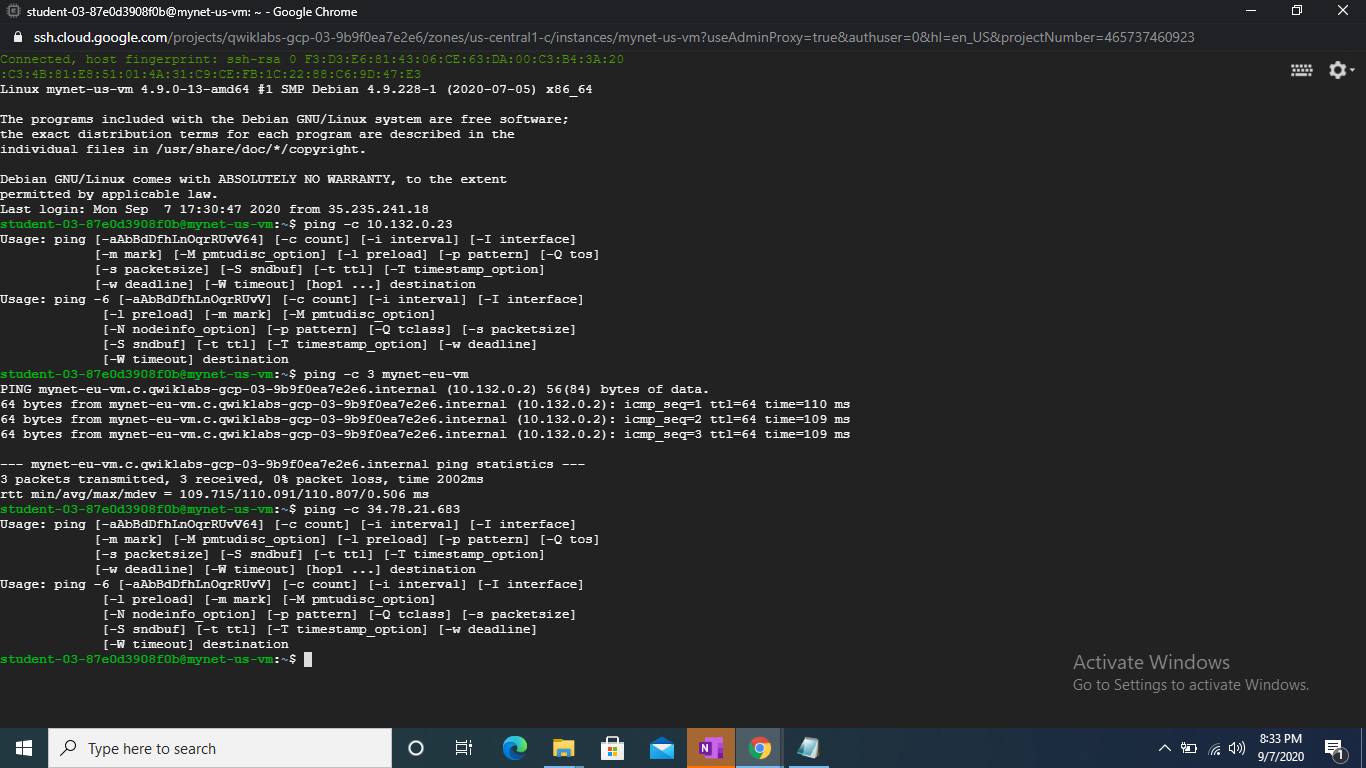 student-03-87e0d3908f0b@mynet-us-vm: ~ - Google Chrome
ssh.cloud.google.com/projects/qwiklabs-gcp-03-9b9f0ea7e2e6/zones/us-central1-c/instances/mynet-us-vm?useAdminProxy=true&authuser=0&hl=en_US&projectNumber=465737460923
Connected, host fingerprint: ssh-rsa 0 F3:D3:E6:81:43:06:CE:63:DA:00:C3:B4:3A:20
:C3:4B:81:E8:51:01:4A:31:C9:CE:FB:1C:22:88:C6:9D:47:E3
Linux mynet-us-vm 4.9.0-13-amd64 #1 SMP Debian 4.9.228-1 (2020-07-05) x86_64
The programs included with the Debian GNU/Linux system are free software;
the exact distribution terms for each program are described in the
individual files in /usr/share/doc/*/copyright.
Debian GNU/Linux comes with ABSOLUTELY NO WARRANTY, to the extent
permitted by applicable law.
Last login: Mon Sep  7 17:30:47 2020 from 35.235.241.18
student-03-87e0d3908f0b@mynet-us-vm:~$ ping -c 10.132.0.23
Usage: ping [-aAbBdDfhLnOqrRUvV64] [-c count] [-i interval] [-I interface]
[-m mark] [-M pmtudisc_option] [-l preload] [-p pattern] [-Q tos]
[-s packetsize] [-S sndbuf] [-t ttl] [-T timestamp_option]
[-w deadline] [-W timeout] [hop1 ...] destination
Usage: ping -6 [-aAbBdDfhLnOqrRUvV] [-c count] [-i interval] [-I interface]
[-l preload] [-m mark] [-M pmtudisc_option]
[-N nodeinfo_option] [-p pattern] [-Q tclass] [-s packetsize]
[-S sndbuf] [-t ttl] [-T timestamp_option] [-w deadline]
[-W timeout] destination
student-03-87e0d3908f0b@mynet-us-vm:~$ ping -c 3 mynet-eu-vm
PING mynet-eu-vm.c.qwiklabs-gcp-03-9b9f0ea7e2e6.internal (10.132.0.2) 56(84) bytes of data.
64 bytes from mynet-eu-vm.c.qwiklabs-gcp-03-9b9f0ea7e2e6.internal (10.132.0.2): icmp_seq=1 ttl=64 time=110 ms
64 bytes from mynet-eu-vm.c.qwiklabs-gcp-03-9b9f0ea7e2e6.internal (10.132.0.2): icmp_seq=2 ttl=64 time=109 ms
64 bytes from mynet-eu-vm.c.qwiklabs-gcp-03-9b9f0ea7e2e6.internal (10.132.0.2): icmp_seq=3 ttl=64 time=109 ms
--- mynet-eu-vm.c.qwiklabs-gcp-03-9b9f0ea7e2e6.internal ping statistics ---
3 packets transmitted, 3 received, 0% packet loss, time 2002ms
rtt min/avg/max/mdev = 109.715/110.091/110.807/0.506 ms
student-03-87e0d3908f0b@mynet-us-vm:~$ ping -c 34.78.21.683
Usage: ping [-aAbBdDfhLnOqrRUvV64] [-c count] [-i interval] [-I interface]
[-m mark] [-M pmtudisc_option] [-l preload] [-p pattern] [-Q tos]
[-s packetsize] [-S sndbuf] [-t ttl] [-T timestamp_option]
[-w deadline] [-W timeout] [hop1 ...] destination
Usage: ping -6 [-aAbBdDfhLnOqrRUvV] [-c count] [-i interval] [-I interface]
[-l preload] [-m mark] [-M pmtudisc_option]
[-N nodeinfo_option] [-p pattern] [-Q tclass] [-s packetsize]
[-S sndbuf] [-t ttl] [-T timestamp_option] [-w deadline]
[-W timeout] destination
student-03-87e0d3908f0b@mynet-us-vm:~$
Activate Windows
Go to Settings to activate Windows.
Type here to search
N
8:33 PM
9/7/2020
1